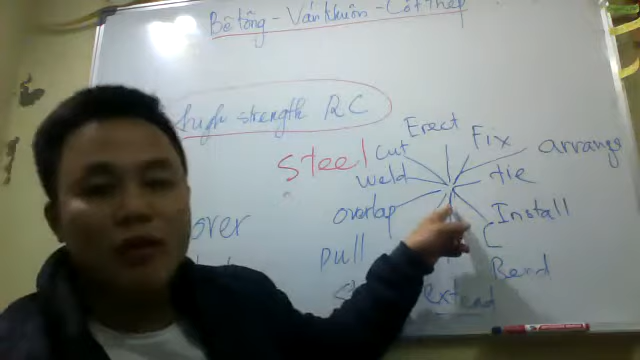 Bê tông - Ván khuôn - Cốt thép
high strength RC
Erect
Fix
steel
cut
arrange
weld
tie
overlap
Install
over
pull
C
Bend
extend